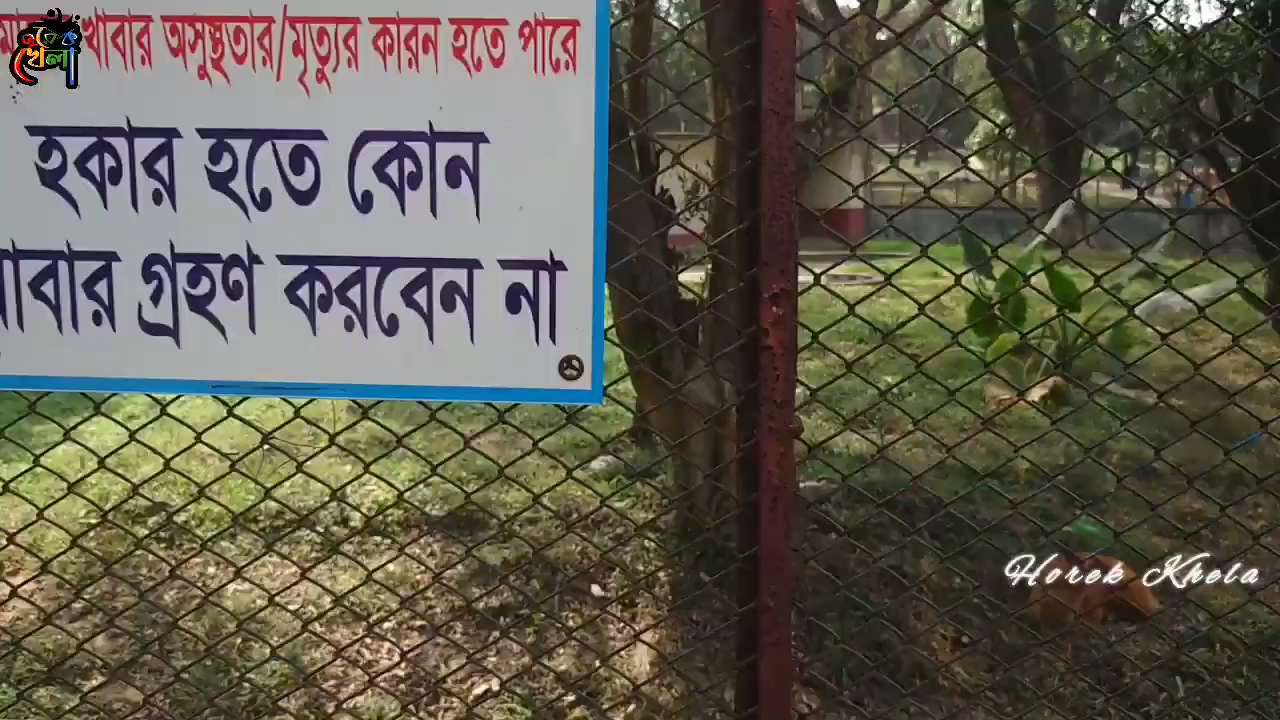 খাবার অসুস্থতার/মৃত্যুর কারন হতে পারে
হকার হতে কোন
গ্রহণ করবেন না
Horek Khela